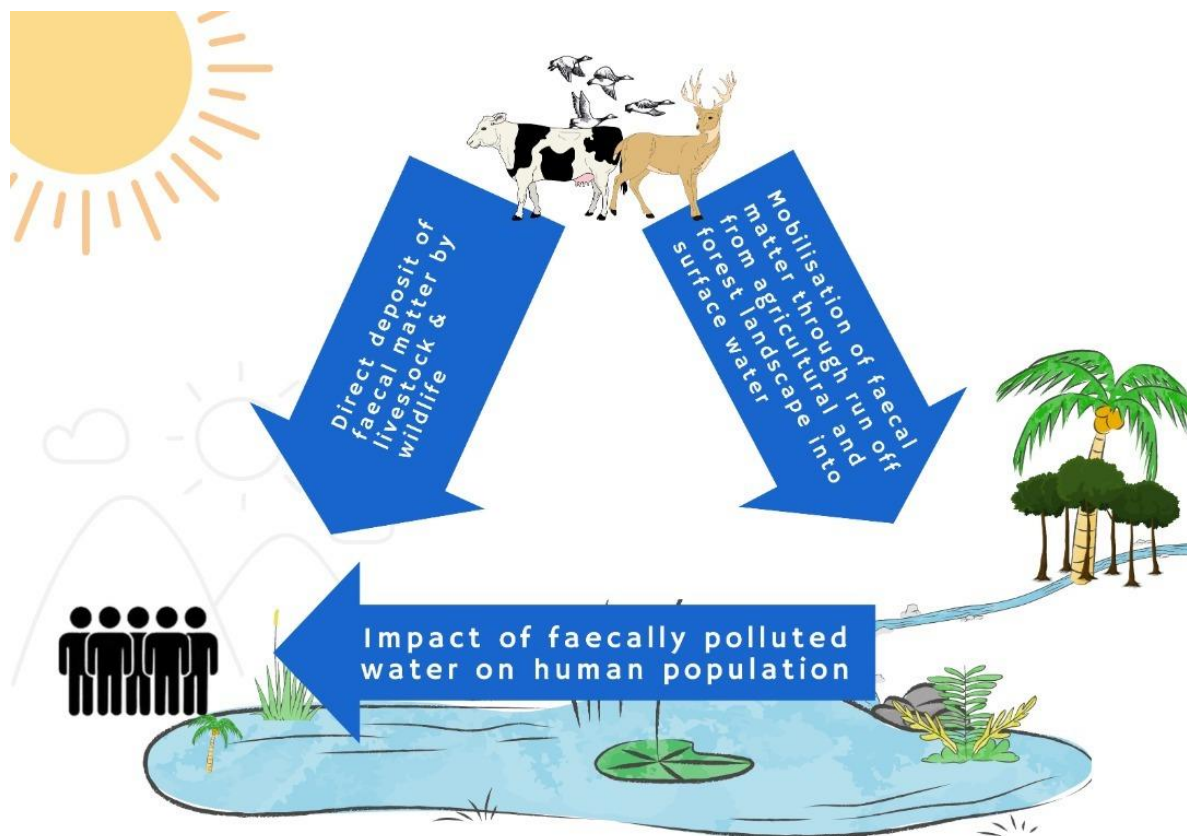 Direct deposit of
faecal matter by
livestock &
wildlife
Mobilisation of faecal
matter through run off
from agricultural and
forest landscape into
surface water
Impact of faecally polluted
water on human population